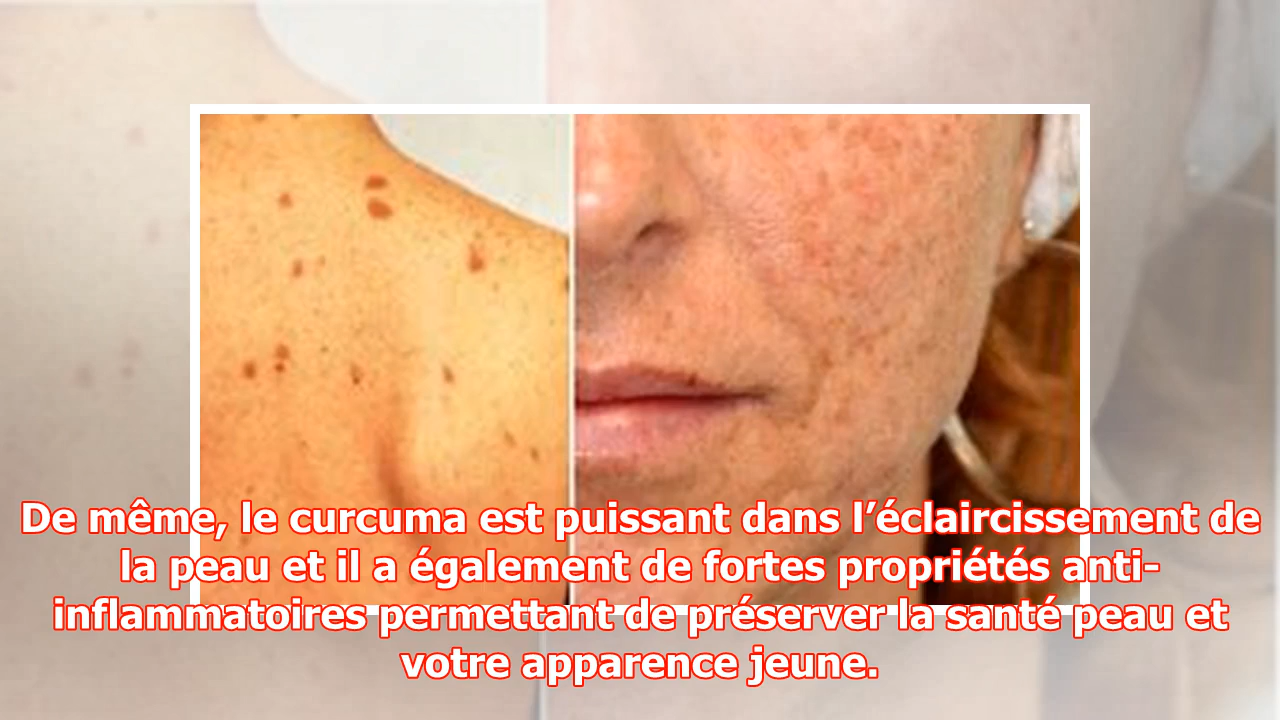 De même, le curcuma est puissant dans l’éclaircissement de
la peau et il a également de fortes propriétés anti-
inflammatoires permettant de préserver la santé peau et
votre apparence jeune.